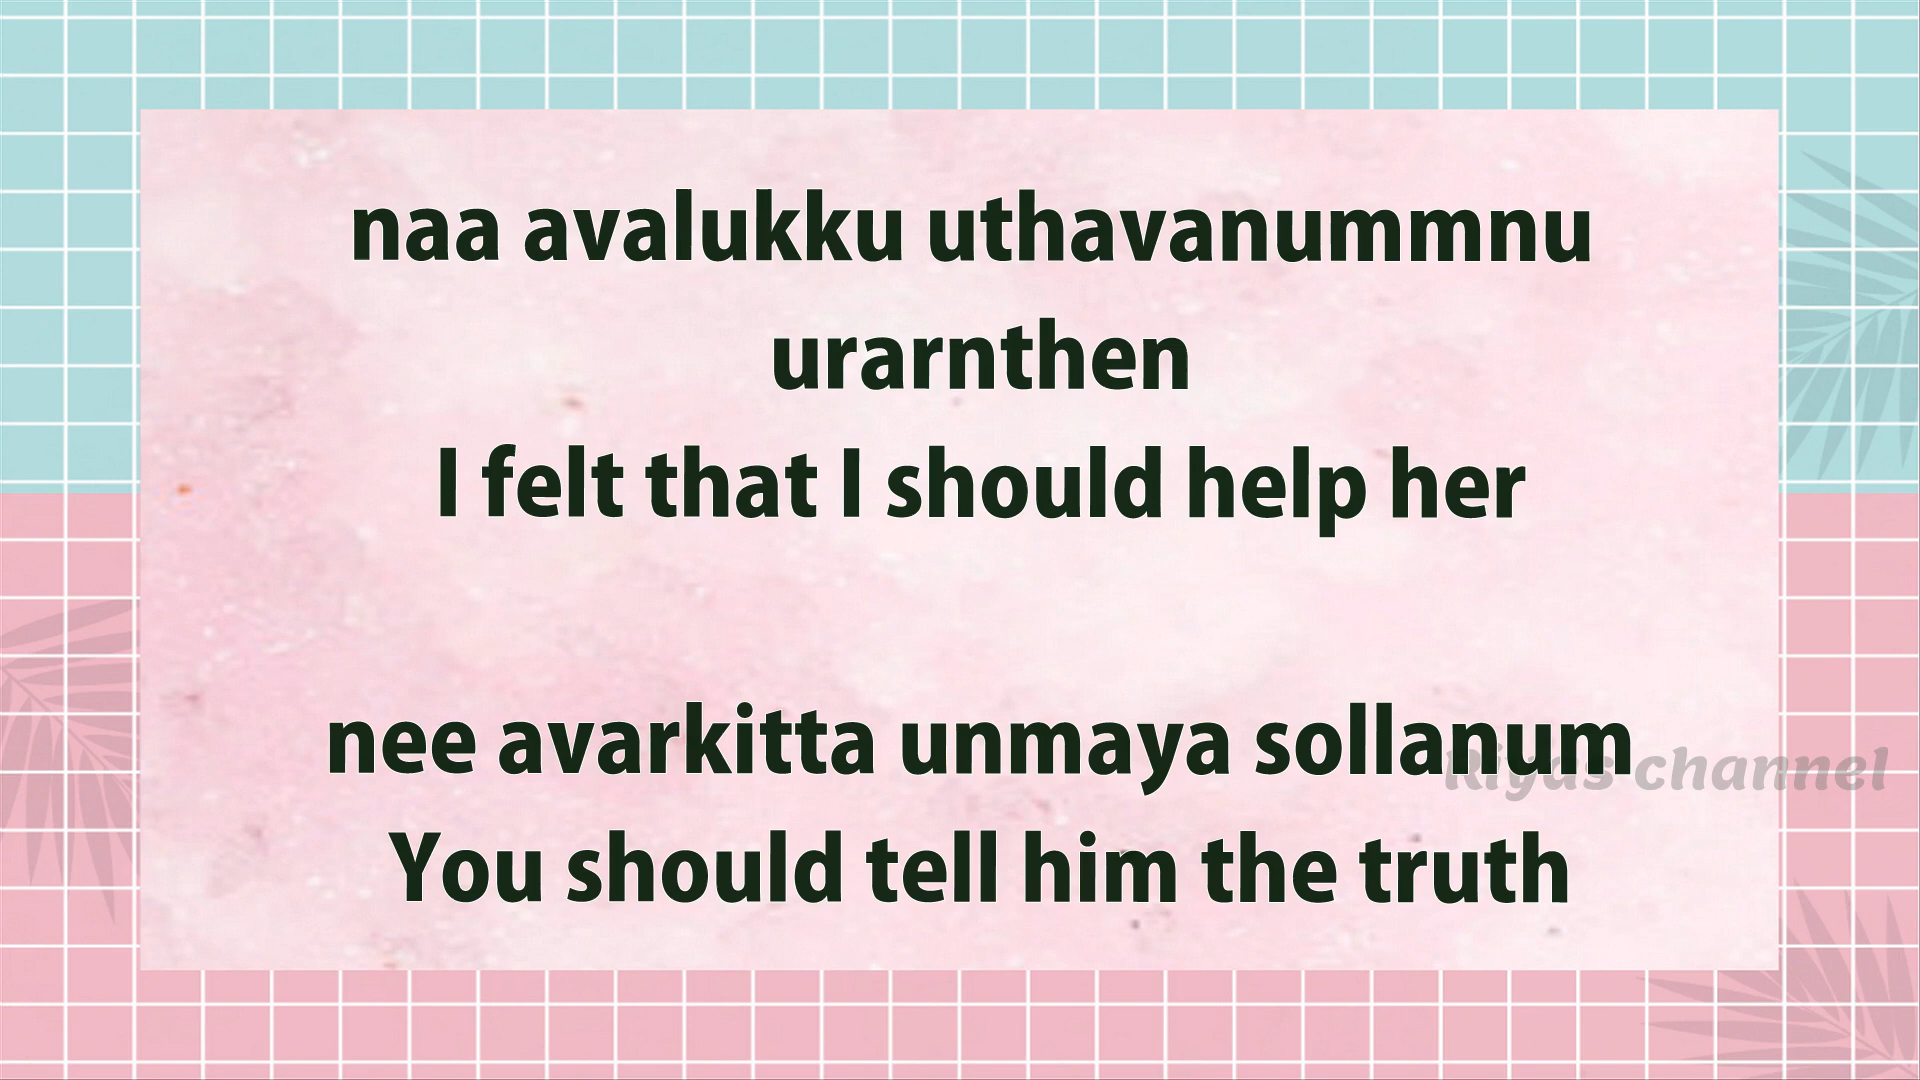 naa avalukku uthavanummnu
urarnthen
I felt that I should help her
nee avarkitta unmaya sollanum
Riyas channel
You should tell him the truth